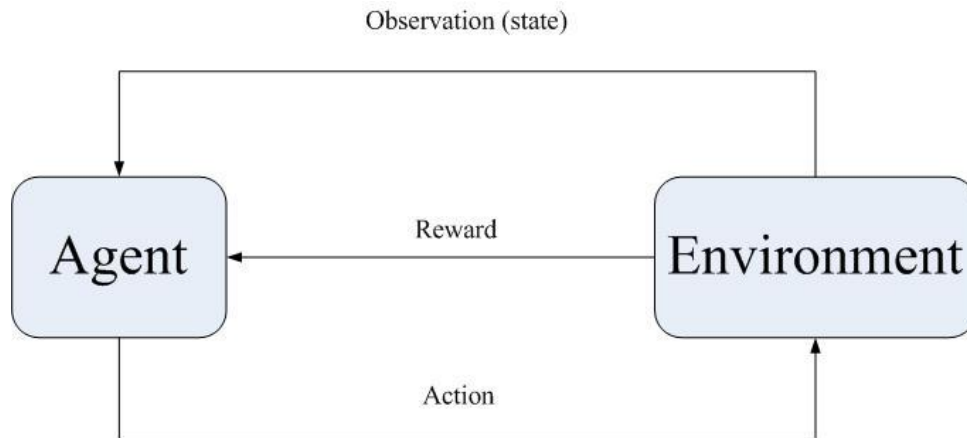 Observation (state)
Reward
Agent
Environment
Action